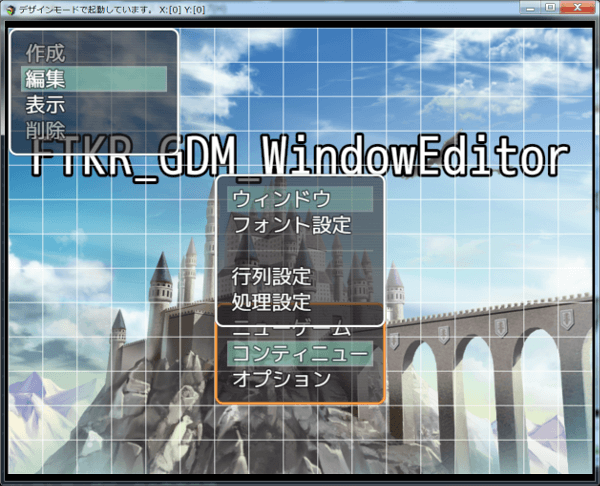 デザインモードで起動しています。 X:[0] Y:[0]
作成
編集
表示
削除
FTKR_GDM_WindowEditor
ウィンドウ
フォント設定
行列設定
処理設定
ニューゲーム
コンティニュー
オプション